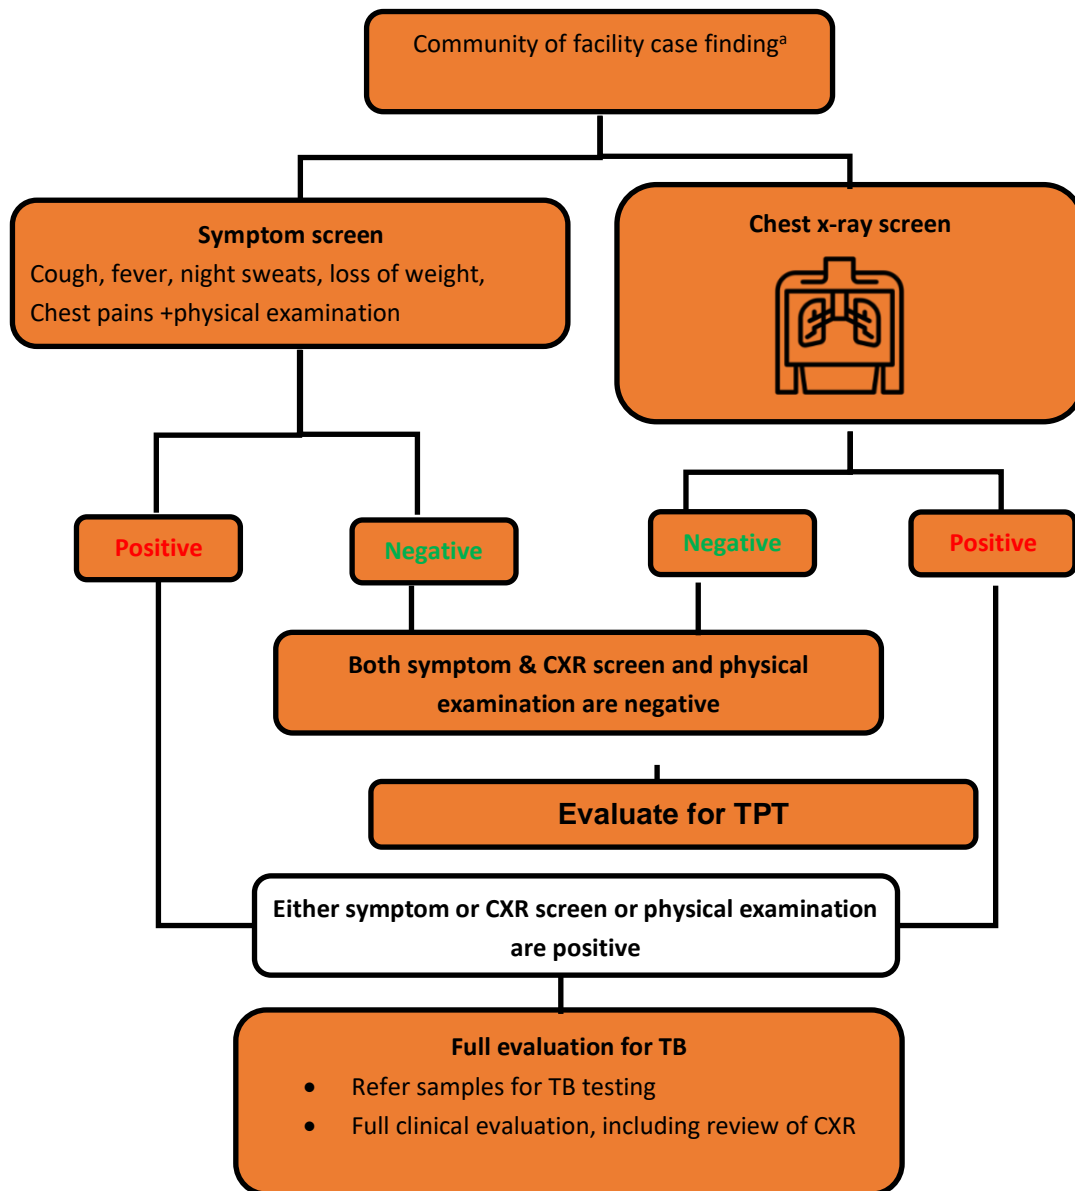 Community of facility case findingᵃ
Symptom screen
Cough, fever, night sweats, loss of weight,
Chest pains +physical examination
Chest x-ray screen
Positive
Negative
Negative
Positive
Both symptom & CXR screen and physical
examination are negative
Evaluate for TPT
Either symptom or CXR screen or physical examination
are positive
Full evaluation for TB
• Refer samples for TB testing
• Full clinical evaluation, including review of CXR